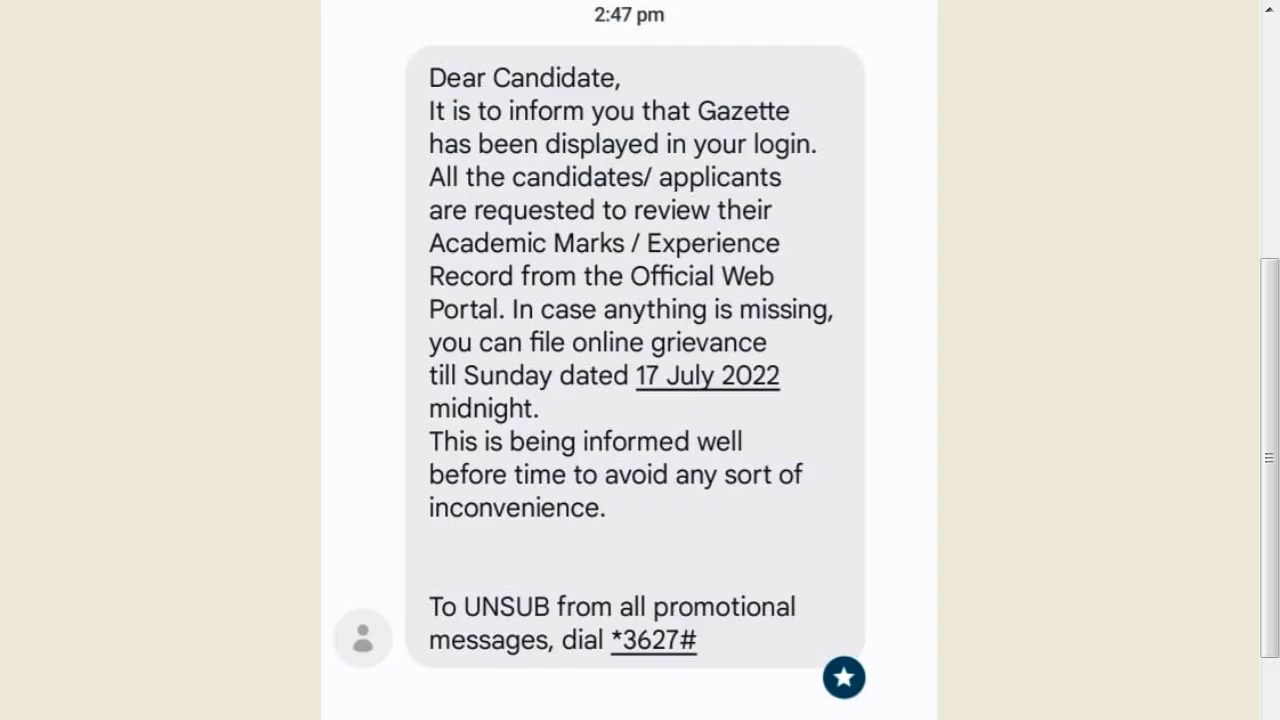 2:47 pm
Dear Candidate,
It is to inform you that Gazette
has been displayed in your login.
All the candidates/ applicants
are requested to review their
Academic Marks / Experience
Record from the Official Web
Portal. In case anything is missing,
you can file online grievance
till Sunday dated 17 July 2022
midnight.
This is being informed well
before time to avoid any sort of
inconvenience.
To UNSUB from all promotional
messages, dial *3627#